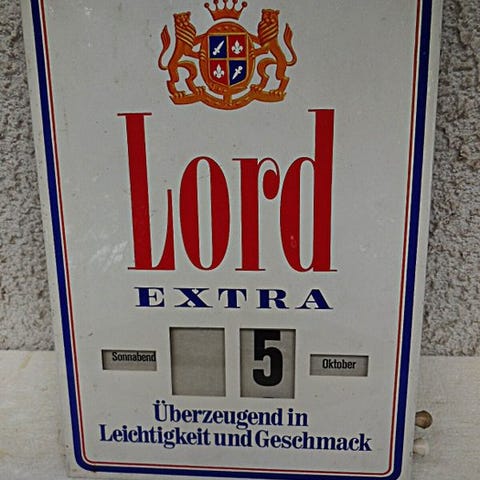 Lord
EXTRA
Sonnabend 5 Oktober
Überzeugend in
Leichtigkeit und Geschmack